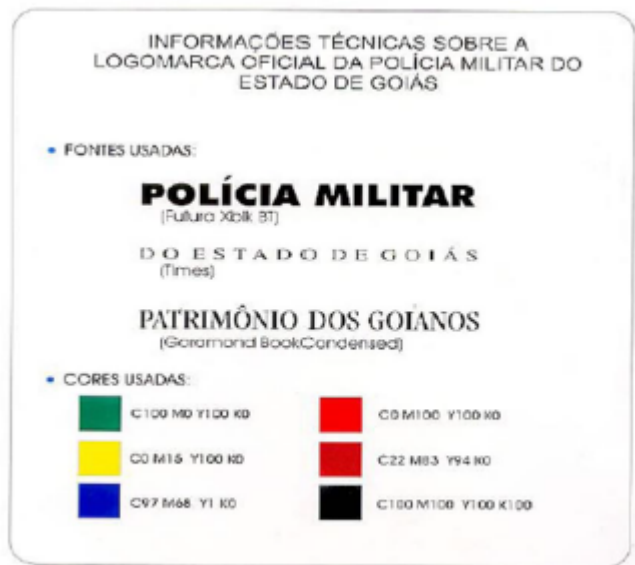 INFORMAÇÕES TÉCNICAS SOBRE A
LOGOMARCA OFICIAL DA POLÍCIA MILITAR DO
ESTADO DE GOIÁS
• FONTES USADAS:
POLÍCIA MILITAR
(Futura Xblk BT)
DO ESTADO DE GOIÁS
(Times)
PATRIMÔNIO DOS GOIANOS
(Garamond BookCondensed)
• CORES USADAS:
C100 M0 Y100 K0
C0 M100 Y100 K0
C0 M15 Y100 K0
C22 M83 Y94 K0
C97 M68 Y1 K0
C100 M100 Y100 K100